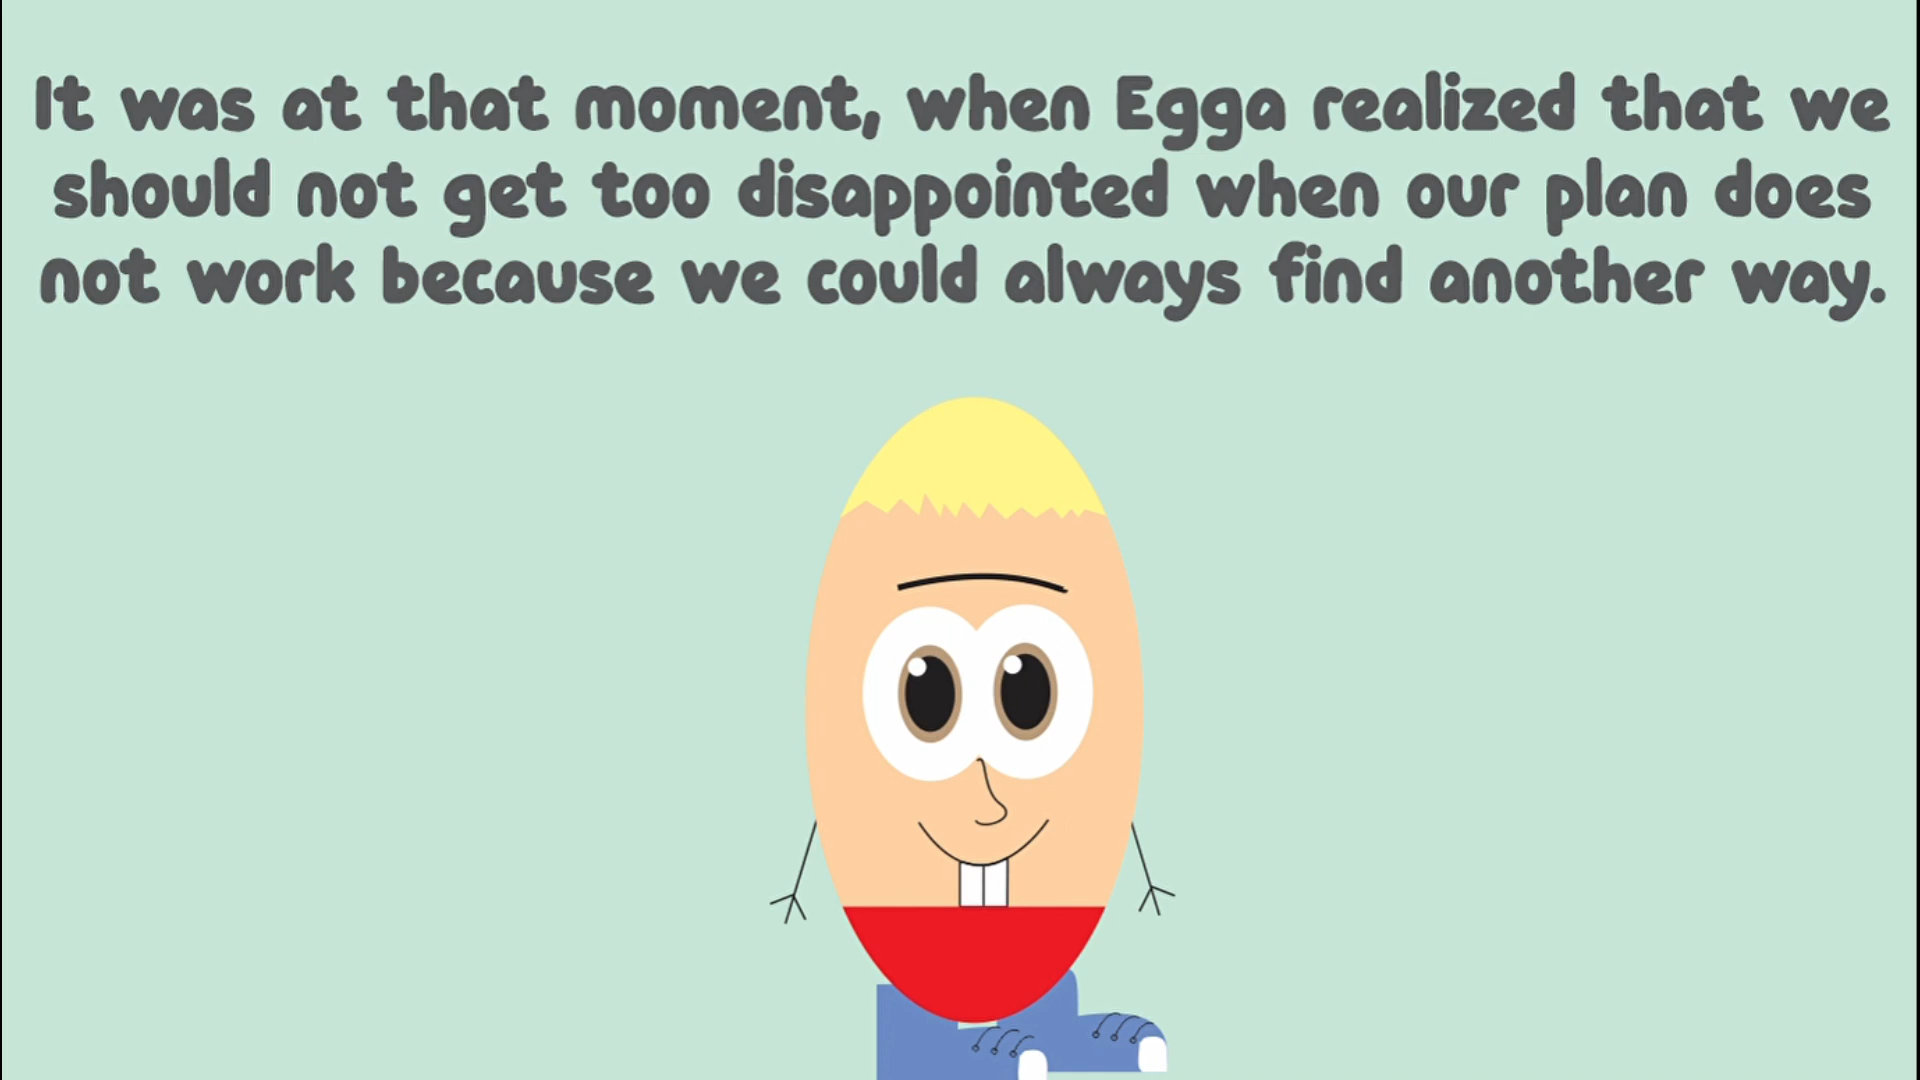 It was at that moment, when Egga realized that we
should not get too disappointed when our plan does
not work because we could always find another way.